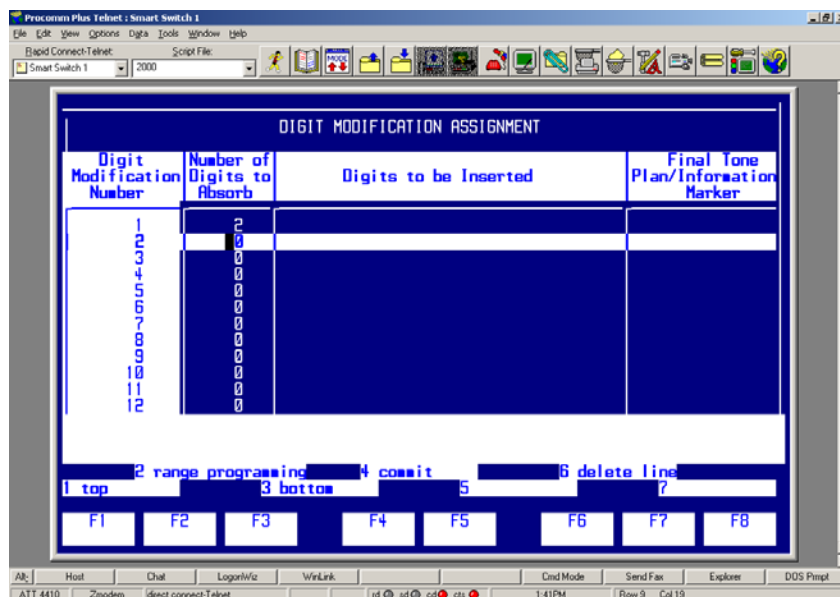 Procomm Plus Telnet : Smart Switch 1
File Edit View Options Data Tools Window Help
Rapid Connect-Telnet: Script File:
Smart Switch 1 2000
MODE
DIGIT MODIFICATION ASSIGNMENT
Digit Modification Number
Number of Digits to Absorb
Digits to be Inserted
Final Tone Plan/Information Marker
1 2
2 0
3 0
4 0
5 0
6 0
7 0
8 0
9 0
10 0
11 0
12 0
2 range programming 4 commit 6 delete line
1 top 3 bottom 5 7
F1 F2 F3 F4 F5 F6 F7 F8
Alt: Host Chat LogonWiz WinLink Cmd Mode Send Fax Explorer DOS Prmpt
ATT 4410 Zmodem direct connect-Telnet rd sd cd cts 1:41PM Row 9 Col 19